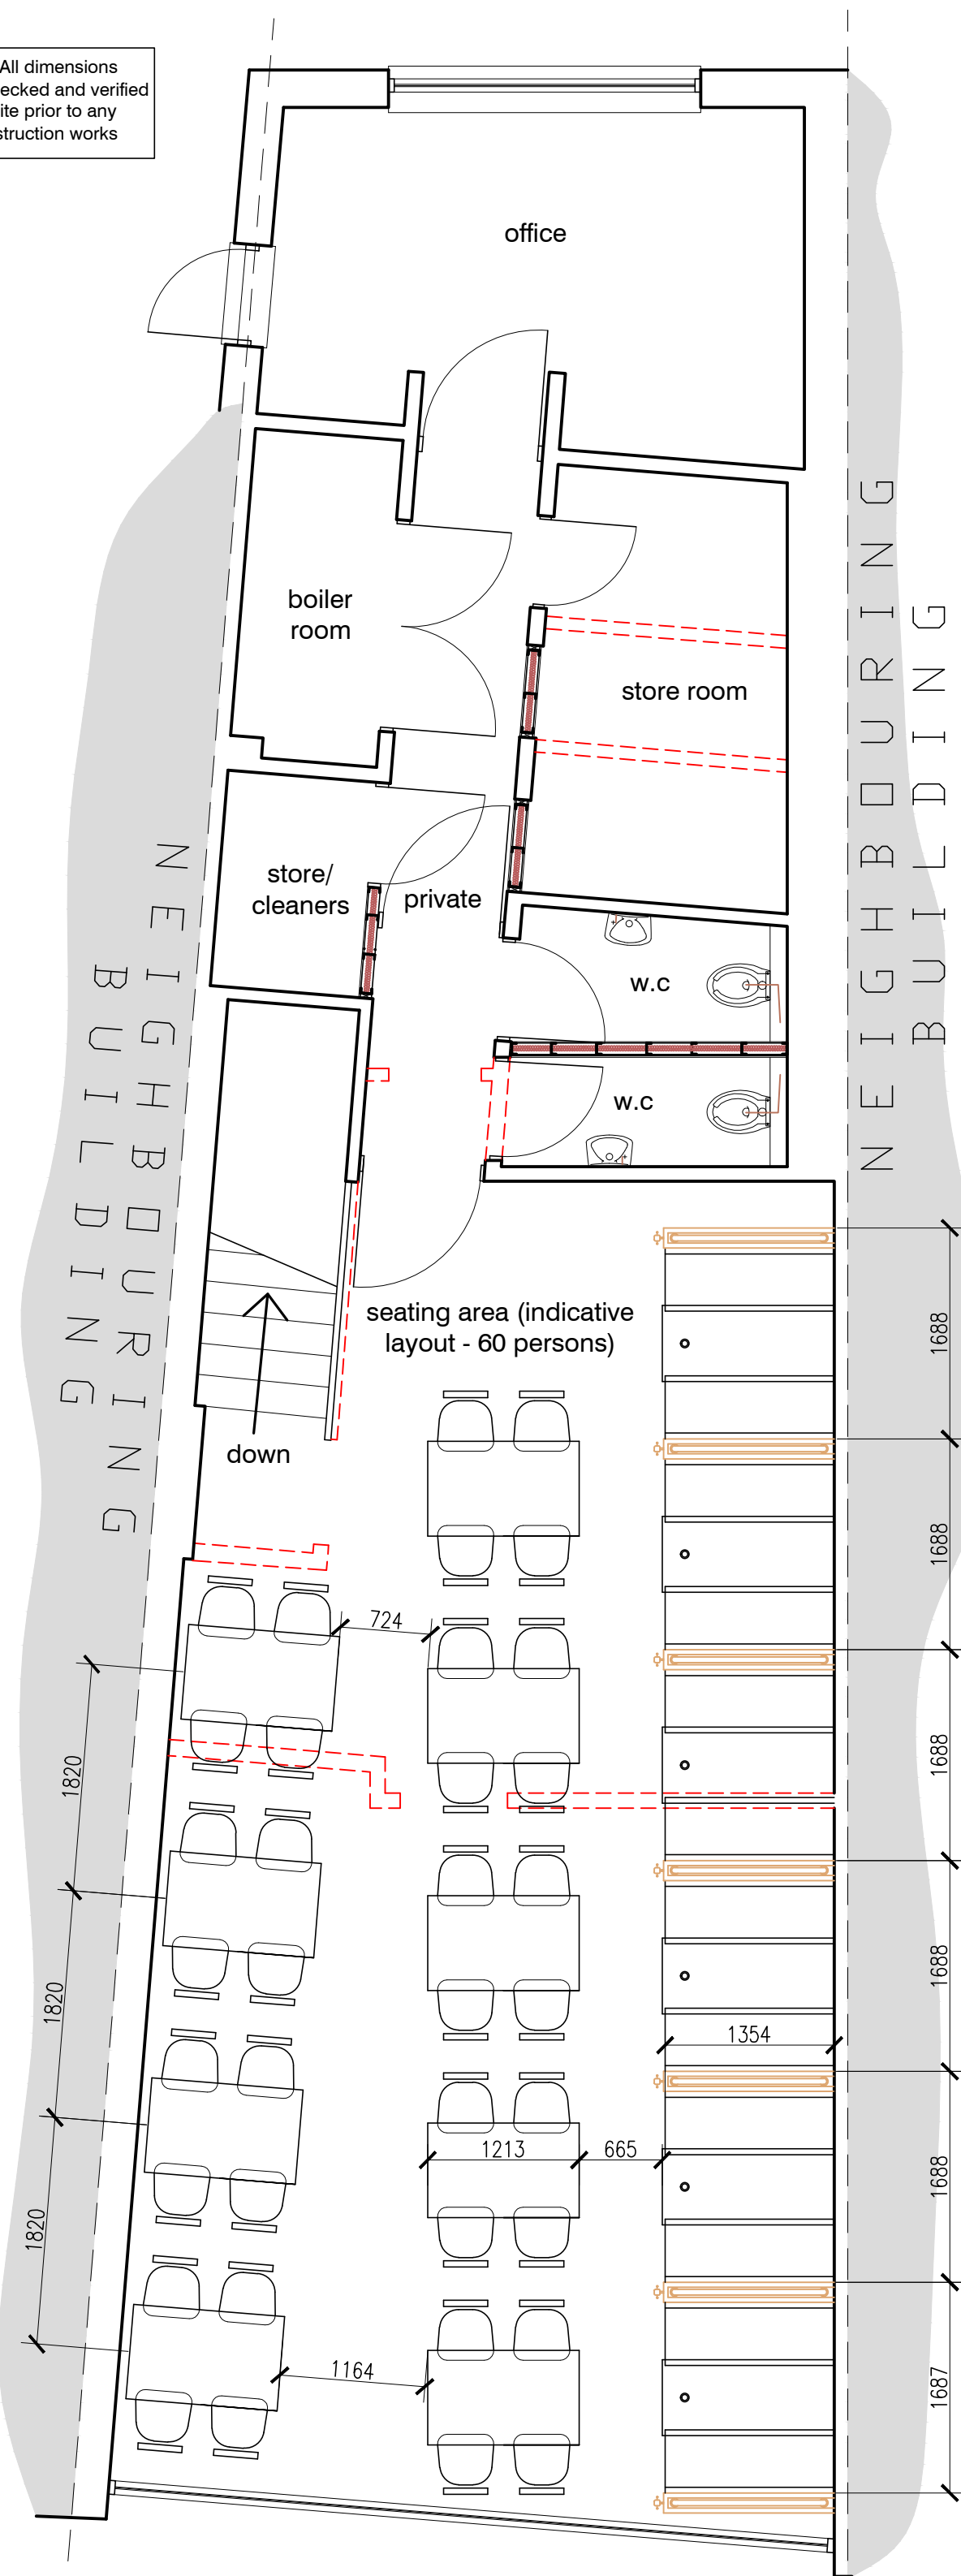 All dimensions
ecked and verified
ite prior to any
struction works
office
boiler
room
store room
store/
cleaners
private
w.c
w.c
NEIGHBOURING
BUILDING
NEIGHBOURING
BUILDING
seating area (indicative
layout - 60 persons)
down
1688
1688
1688
1688
1688
1687
724
1820
1820
1820
1354
1213
665
1164